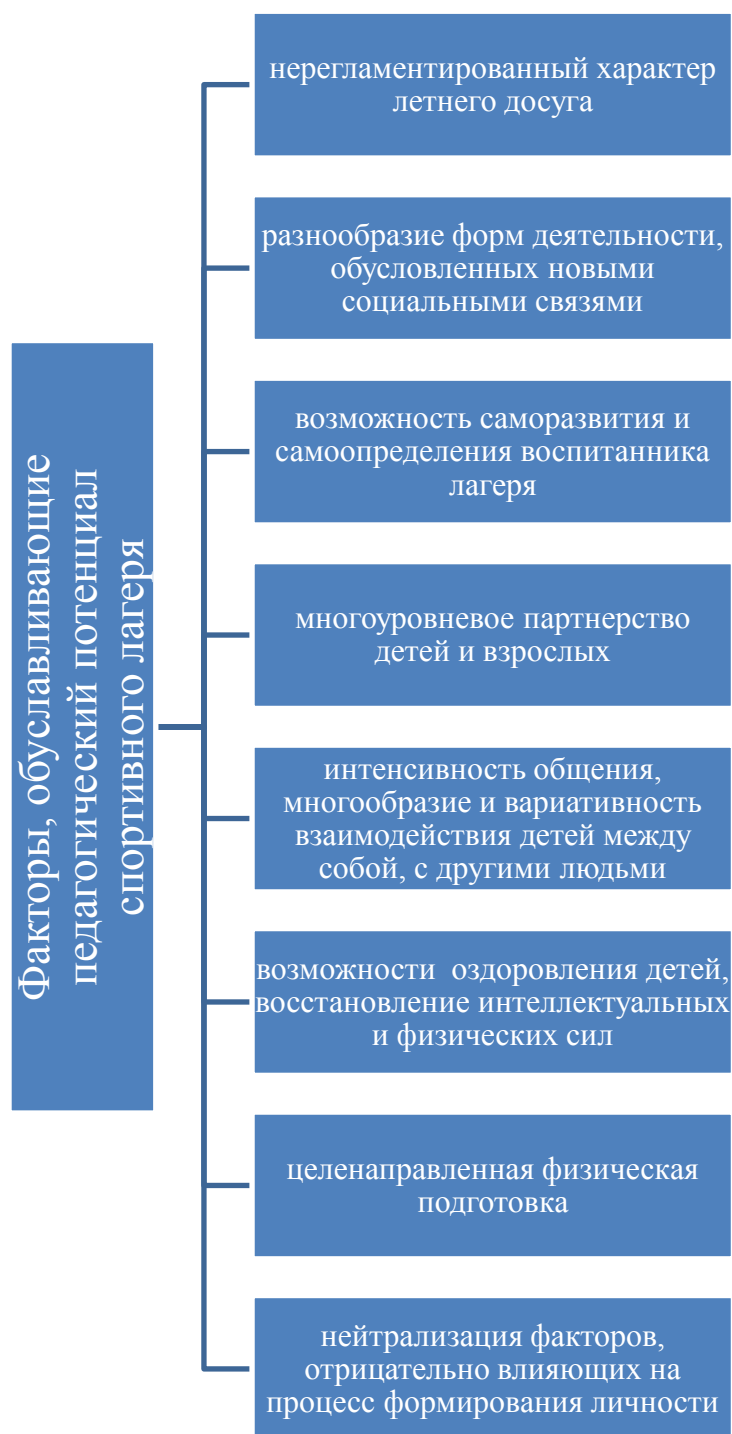 Факторы, обуславливающие
педагогический потенциал
спортивного лагеря
нерегламентированный характер
летнего досуга
разнообразие форм деятельности,
обусловленных новыми
социальными связями
возможность саморазвития и
самоопределения воспитанника
лагеря
многоуровневое партнерство
детей и взрослых
интенсивность общения,
многообразие и вариативность
взаимодействия детей между
собой, с другими людьми
возможности оздоровления детей,
восстановление интеллектуальных
и физических сил
целенаправленная физическая
подготовка
нейтрализация факторов,
отрицательно влияющих на
процесс формирования личности